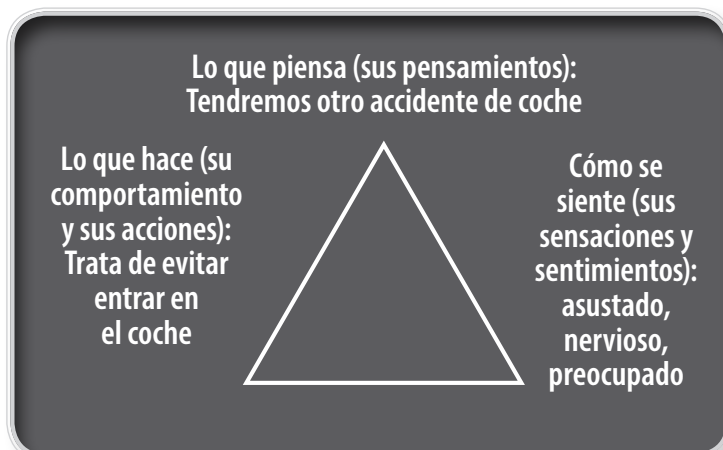 Lo que piensa (sus pensamientos):
Tendremos otro accidente de coche
Lo que hace (su
comportamiento
y sus acciones):
Trata de evitar
entrar en
el coche
Cómo se
siente (sus
sensaciones y
sentimientos):
asustado,
nervioso,
preocupado